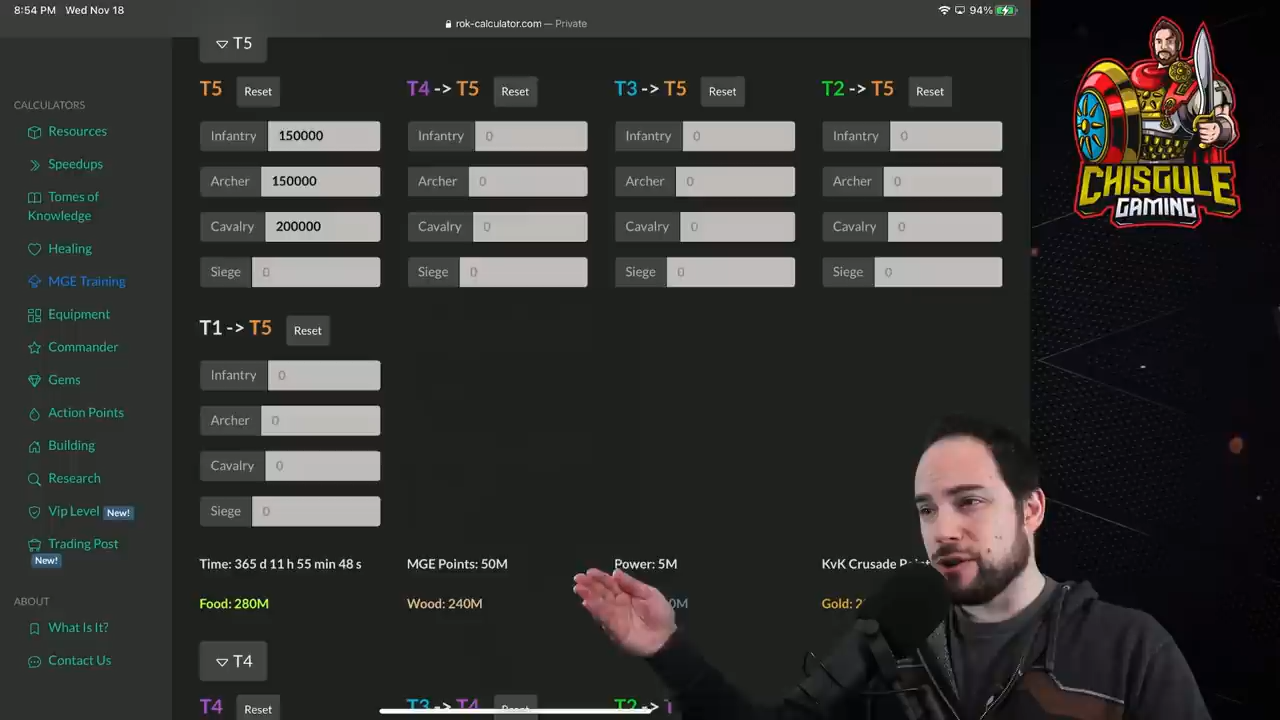 8:54 PM Wed Nov 18
rok-calculator.com — Private
94%
CHISGULE
GAMING
CALCULATORS
Resources
Speedups
Tomes of
Knowledge
Healing
MGE Training
Equipment
Commander
Gems
Action Points
Building
Research
Vip Level New!
Trading Post
New!
ABOUT
What Is It?
Contact Us
T5
T5 Reset
Infantry 150000
Archer 150000
Cavalry 200000
Siege 0
T4 -> T5 Reset
Infantry 0
Archer 0
Cavalry 0
Siege 0
T3 -> T5 Reset
Infantry 0
Archer 0
Cavalry 0
Siege 0
T2 -> T5 Reset
Infantry 0
Archer 0
Cavalry 0
Siege 0
T1 -> T5 Reset
Infantry 0
Archer 0
Cavalry 0
Siege 0
Time: 365 d 11 h 55 min 48 s
MGE Points: 50M
Power: 5M
KvK Crusade
Food: 280M
Wood: 240M
Gold:
T4
T4 Reset
T3 -> T4 Reset
T2 ->